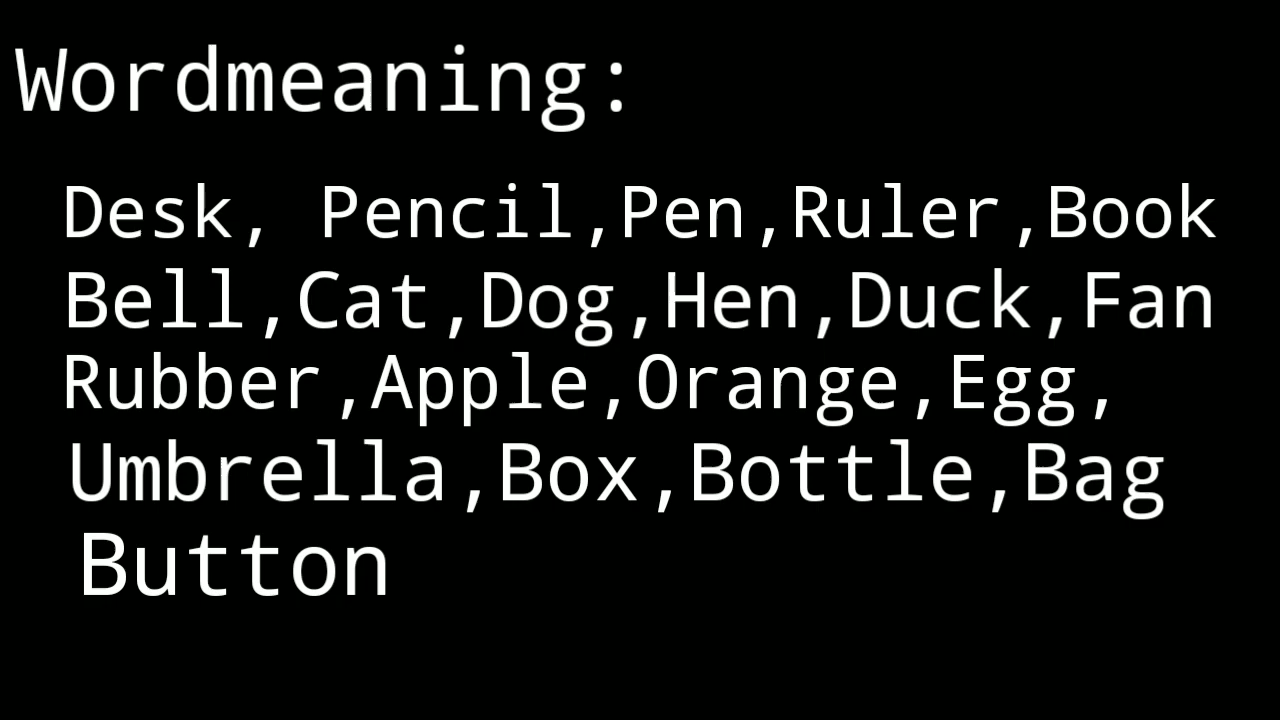 Wordmeaning:
Desk, Pencil,Pen,Ruler,Book
Bell,Cat,Dog,Hen,Duck,Fan
Rubber,Apple,Orange,Egg,
Umbrella,Box,Bottle,Bag
Button